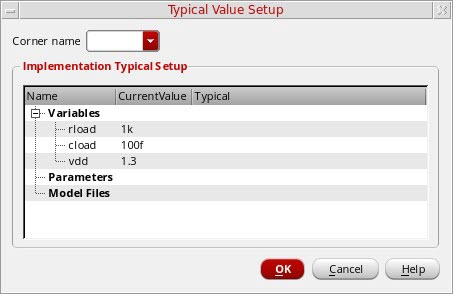 Typical Value Setup
Corner name
Implementation Typical Setup
Name CurrentValue Typical
Variables
rload 1k
cload 100f
vdd 1.3
Parameters
Model Files
OK Cancel Help